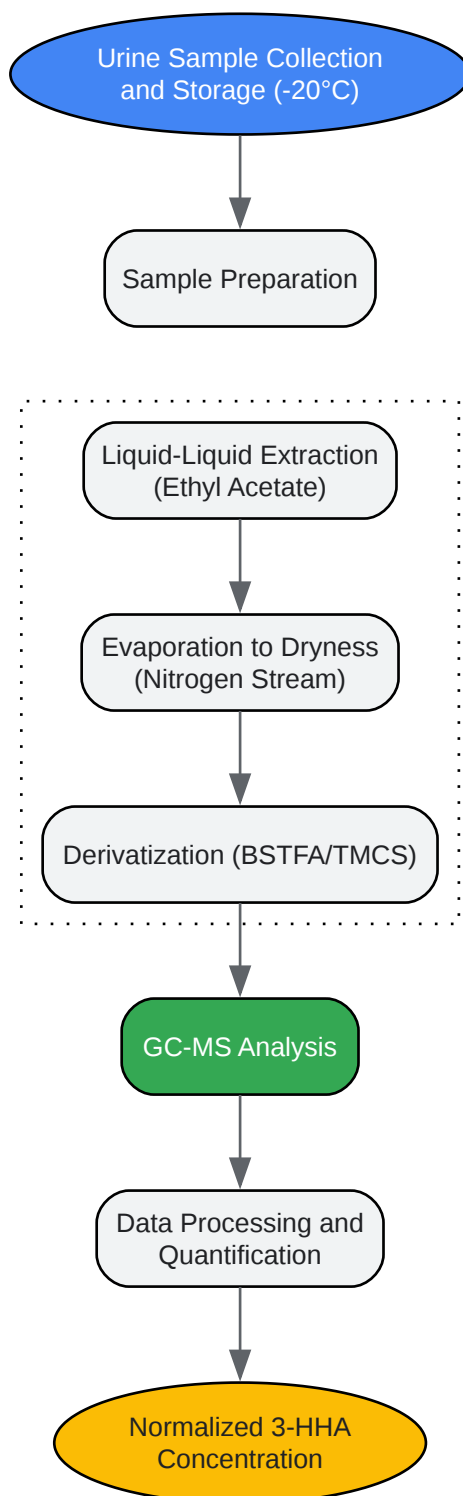 Urine Sample Collection
and Storage (-20°C)
Sample Preparation
Liquid-Liquid Extraction
(Ethyl Acetate)
Evaporation to Dryness
(Nitrogen Stream)
Derivatization (BSTFA/TMCS)
GC-MS Analysis
Data Processing and
Quantification
Normalized 3-HHA
Concentration